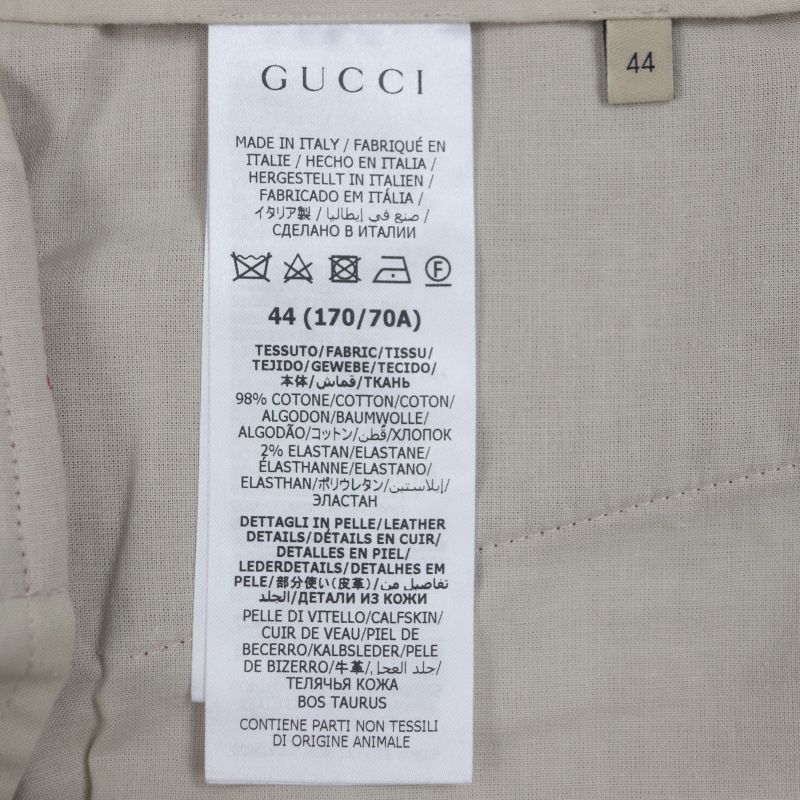 GUCCI
44
MADE IN ITALY / FABRIQUÉ EN
ITALIE / HECHO EN ITALIA /
HERGESTELLT IN ITALIEN /
FABRICADO EM ITÁLIA /
イタリア製 / صنع في إيطاليا /
СДЕЛАНО В ИТАЛИИ
F
44 (170/70A)
TESSUTO/FABRIC/TISSU/
TEJIDO/GEWEBE/TECIDO/
本体/قماش/ТКАНЬ
98% COTONE/COTTON/COTON/
ALGODON/BAUMWOLLE/
ALGODÃO/コットン/قطن/ХЛОПОК
2% ELASTAN/ELASTANE/
ÉLASTHANNE/ELASTANO/
ELASTHAN/ポリウレタン/إيلاستين/
ЭЛАСТАН
DETTAGLI IN PELLE/LEATHER
DETAILS/DÉTAILS EN CUIR/
DETALLES EN PIEL/
LEDERDETAILS/DETALHES EM
PELE/部分使い(皮革)/تفاصيل من
الجلد/ДЕТАЛИ ИЗ КОЖИ
PELLE DI VITELLO/CALFSKIN/
CUIR DE VEAU/PIEL DE
BECERRO/KALBSLEDER/PELE
DE BIZERRO/牛革/جلد العجل/
ТЕЛЯЧЬЯ КОЖА
BOS TAURUS
CONTIENE PARTI NON TESSILI
DI ORIGINE ANIMALE